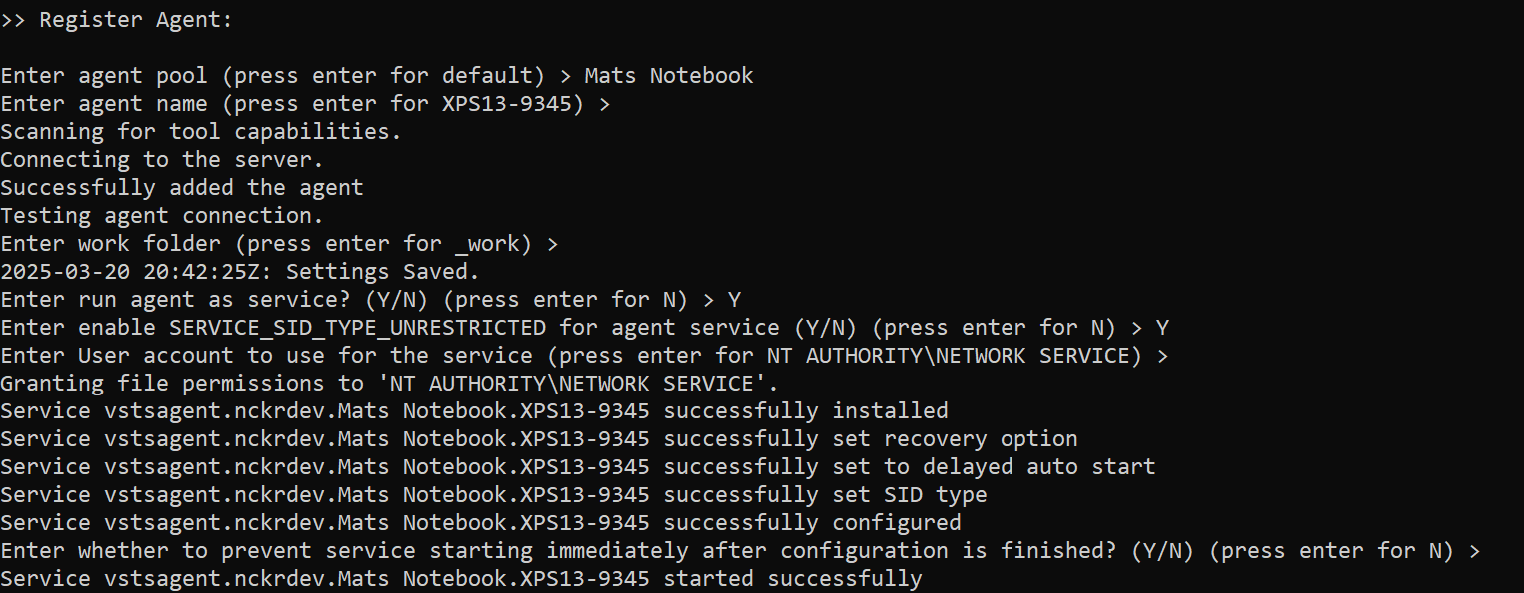 >> Register Agent:
Enter agent pool (press enter for default) > Mats Notebook
Enter agent name (press enter for XPS13-9345) >
Scanning for tool capabilities.
Connecting to the server.
Successfully added the agent
Testing agent connection.
Enter work folder (press enter for _work) >
2025-03-20 20:42:25Z: Settings Saved.
Enter run agent as service? (Y/N) (press enter for N) > Y
Enter enable SERVICE_SID_TYPE_UNRESTRICTED for agent service (Y/N) (press enter for N) > Y
Enter User account to use for the service (press enter for NT AUTHORITY\NETWORK SERVICE) >
Granting file permissions to 'NT AUTHORITY\NETWORK SERVICE'.
Service vstsagent.nckrdev.Mats Notebook.XPS13-9345 successfully installed
Service vstsagent.nckrdev.Mats Notebook.XPS13-9345 successfully set recovery option
Service vstsagent.nckrdev.Mats Notebook.XPS13-9345 successfully set to delayed auto start
Service vstsagent.nckrdev.Mats Notebook.XPS13-9345 successfully set SID type
Service vstsagent.nckrdev.Mats Notebook.XPS13-9345 successfully configured
Enter whether to prevent service starting immediately after configuration is finished? (Y/N) (press enter for N) >
Service vstsagent.nckrdev.Mats Notebook.XPS13-9345 started successfully